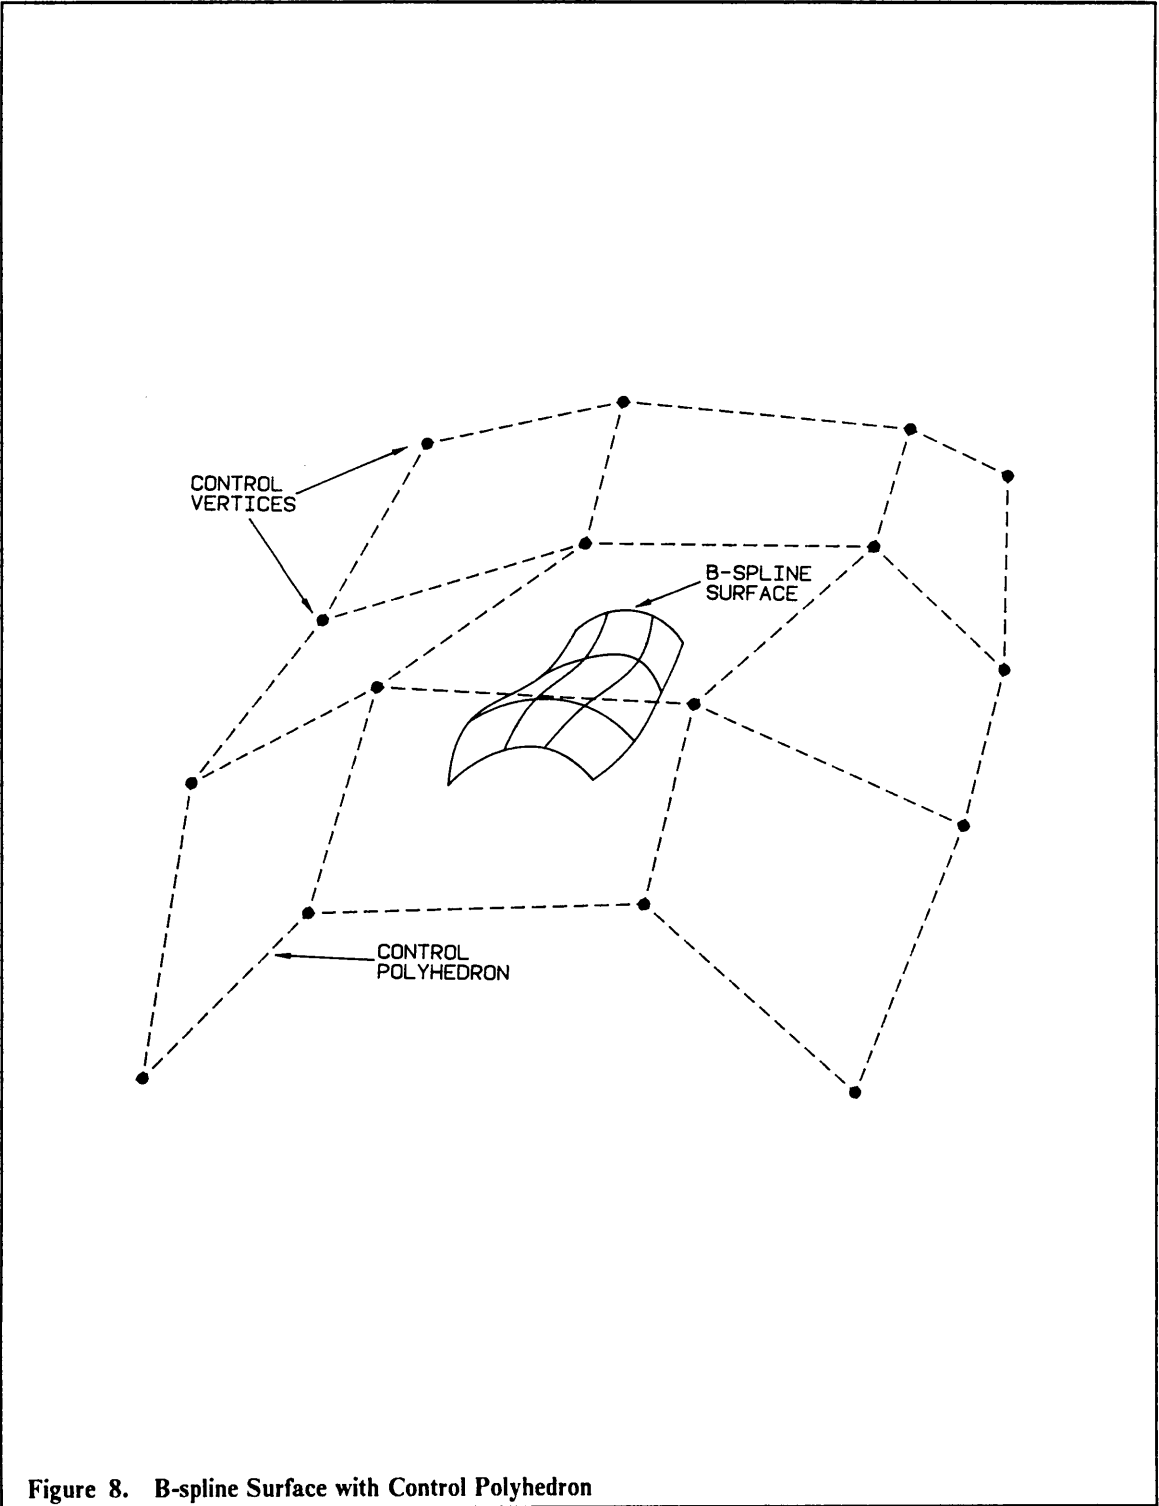 CONTROL
VERTICES
B-SPLINE
SURFACE
CONTROL
POLYHEDRON
Figure 8. B-spline Surface with Control Polyhedron